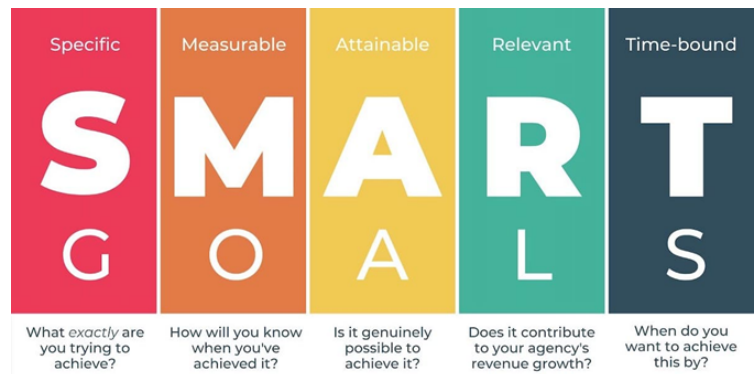 Specific
Measurable
Attainable
Relevant
Time-bound
S
M
A
R
T
G
O
A
L
S
What exactly are
you trying to
achieve?
How will you know
when you've
achieved it?
Is it genuinely
possible to
achieve it?
Does it contribute
to your agency's
revenue growth?
When do you
want to achieve
this by?